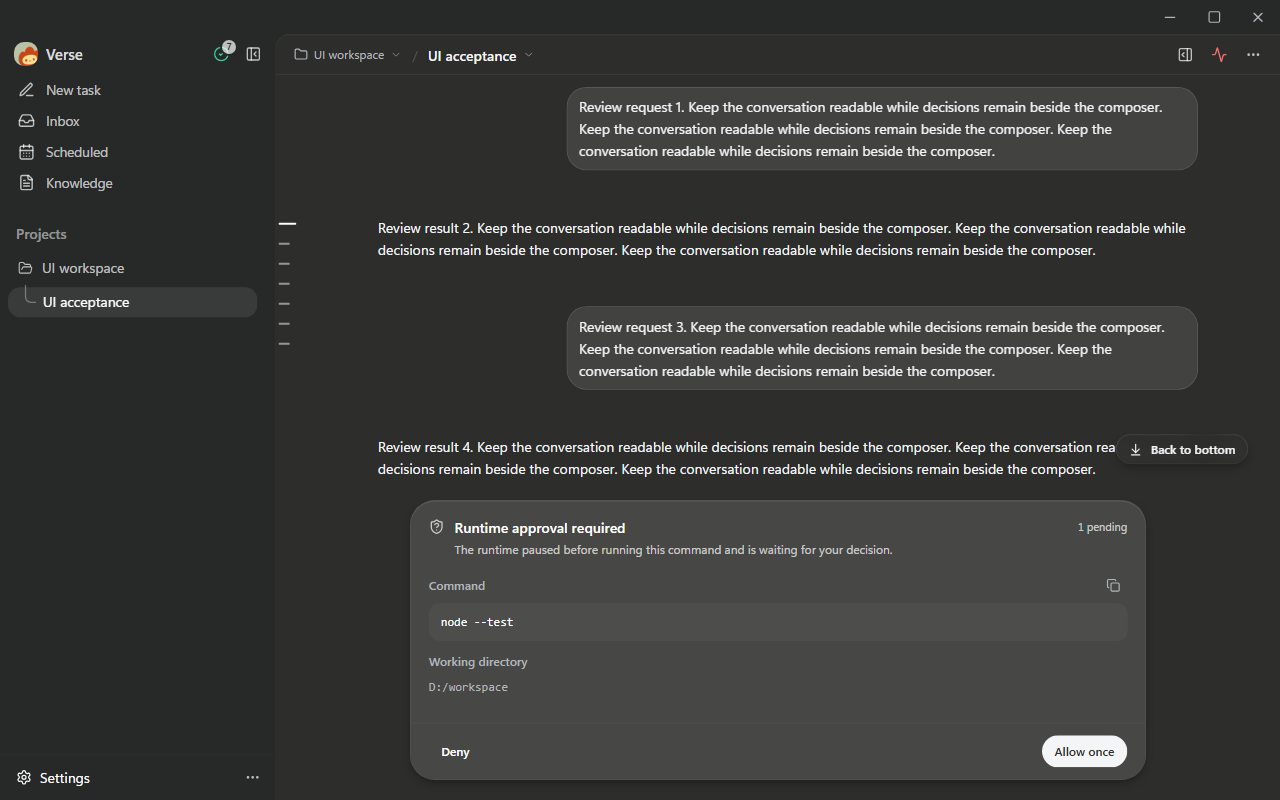 Verse
7
New task
Inbox
Scheduled
Knowledge
Projects
UI workspace
UI acceptance
Settings
UI workspace / UI acceptance
Review request 1. Keep the conversation readable while decisions remain beside the composer.
Keep the conversation readable while decisions remain beside the composer. Keep the
conversation readable while decisions remain beside the composer.
Review result 2. Keep the conversation readable while decisions remain beside the composer. Keep the conversation readable while
decisions remain beside the composer. Keep the conversation readable while decisions remain beside the composer.
Review request 3. Keep the conversation readable while decisions remain beside the composer.
Keep the conversation readable while decisions remain beside the composer. Keep the
conversation readable while decisions remain beside the composer.
Review result 4. Keep the conversation readable while decisions remain beside the composer. Keep the conversation rea
decisions remain beside the composer. Keep the conversation readable while decisions remain beside the composer.
Back to bottom
Runtime approval required
1 pending
The runtime paused before running this command and is waiting for your decision.
Command
node --test
Working directory
D:/workspace
Deny
Allow once